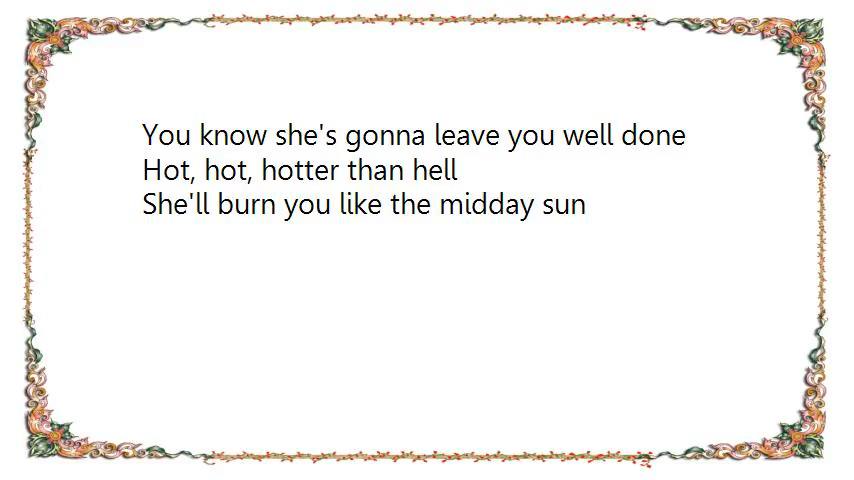 You know she's gonna leave you well done
Hot, hot, hotter than hell
She'll burn you like the midday sun